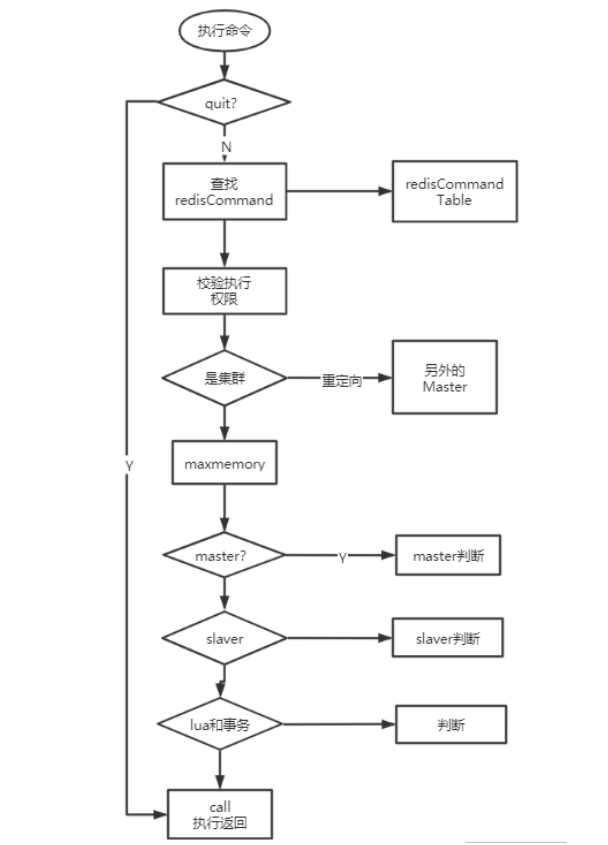 执行命令
quit?
N
查找
redisCommand
redisCommand
Table
校验执行
权限
是集群
重定向
另外的
Master
Y
maxmemory
master?
Y
master判断
slaver
slaver判断
lua和事务
判断
call
执行返回